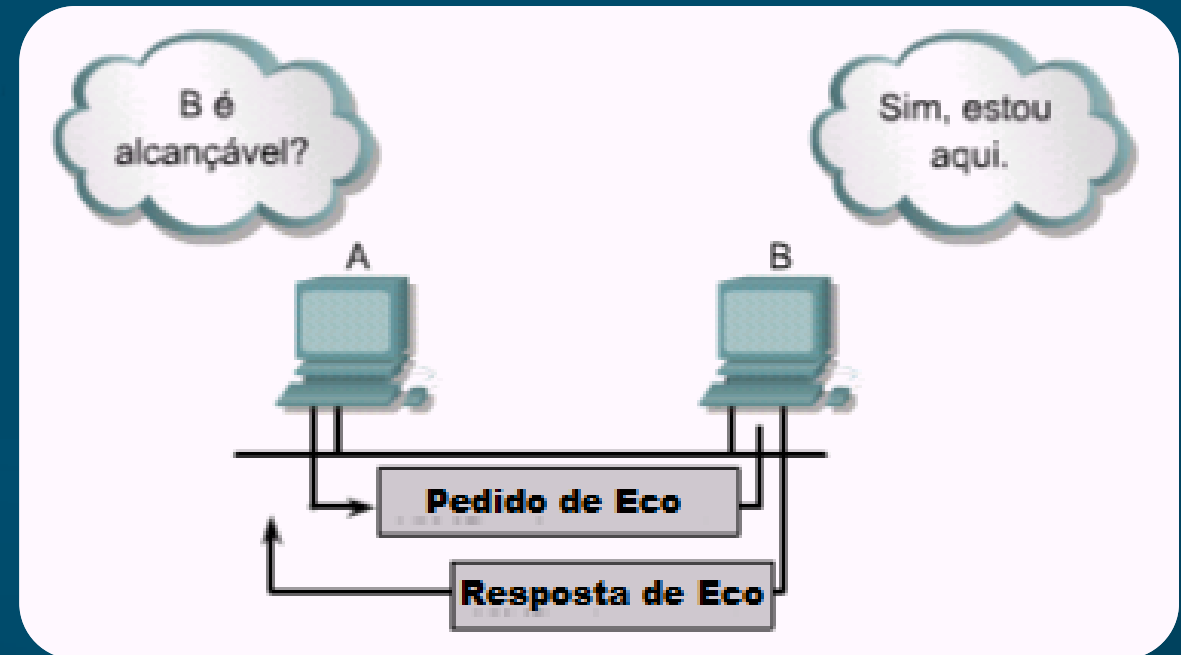 B é
alcançável?
Sim, estou
aqui.
A
B
Pedido de Eco
Resposta de Eco